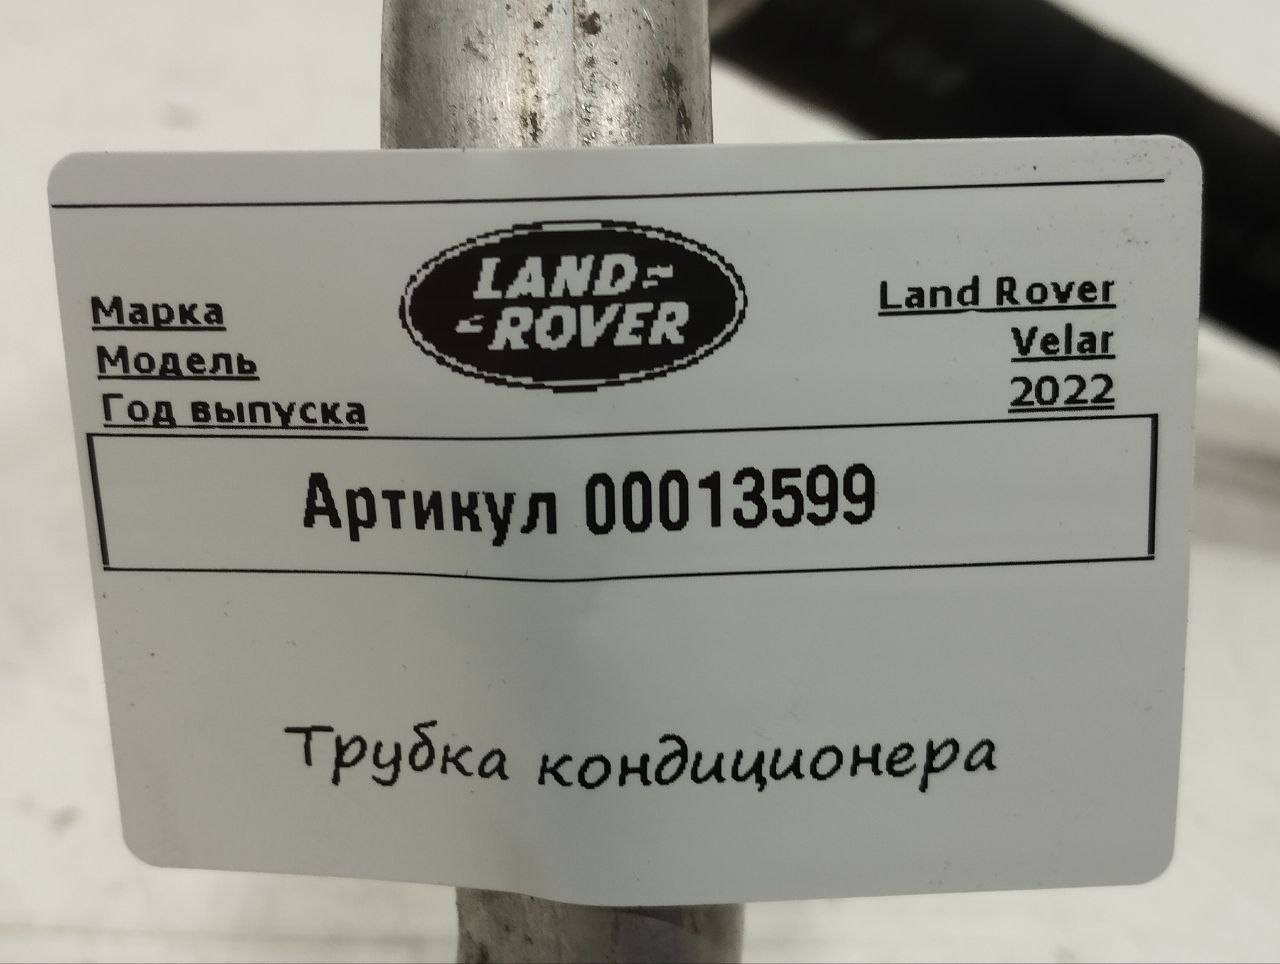 LAND
ROVER
Марка Land Rover
Модель Velar
Год выпуска 2022
Артикул 00013599
Трубка кондиционера